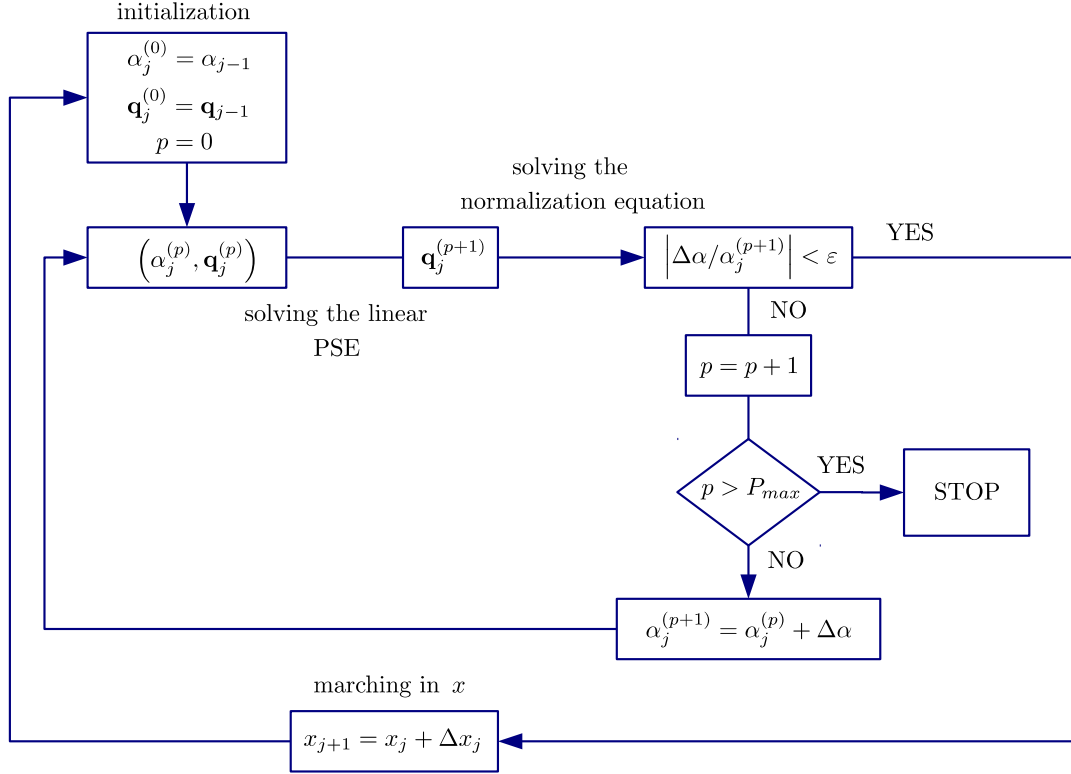 initialization
α_j^{(0)} = α_{j−1}
𝐪_j^{(0)} = 𝐪_{j−1}
p = 0
solving the
normalization equation
(α_j^{(p)}, 𝐪_j^{(p)})
𝐪_j^{(p+1)}
|Δα/α_j^{(p+1)}| < ε
YES
solving the linear
PSE
NO
p = p + 1
p > P_{max}
YES
STOP
NO
α_j^{(p+1)} = α_j^{(p)} + Δα
marching in x
x_{j+1} = x_j + Δx_j